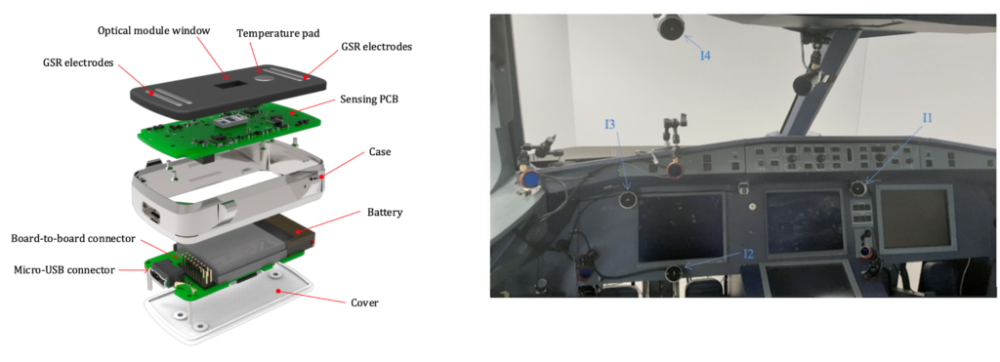 Optical module window
Temperature pad
GSR electrodes
GSR electrodes
Sensing PCB
Case
Battery
Board-to-board connector
Micro-USB connector
Cover
I4
I3
I1
I2